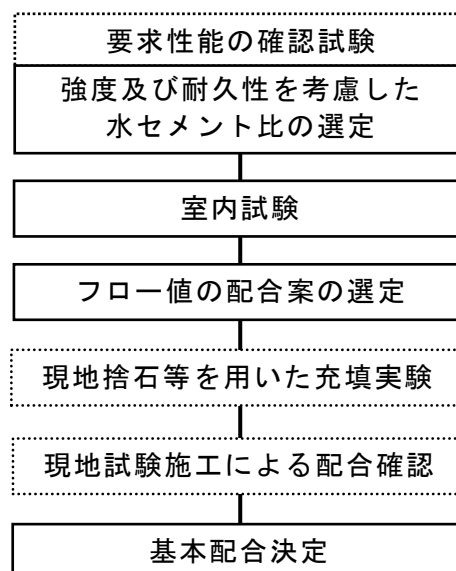 要求性能の確認試験
強度及び耐久性を考慮した
水セメント比の選定
室内試験
フロー値の配合案の選定
現地捨石等を用いた充填実験
現地試験施工による配合確認
基本配合決定